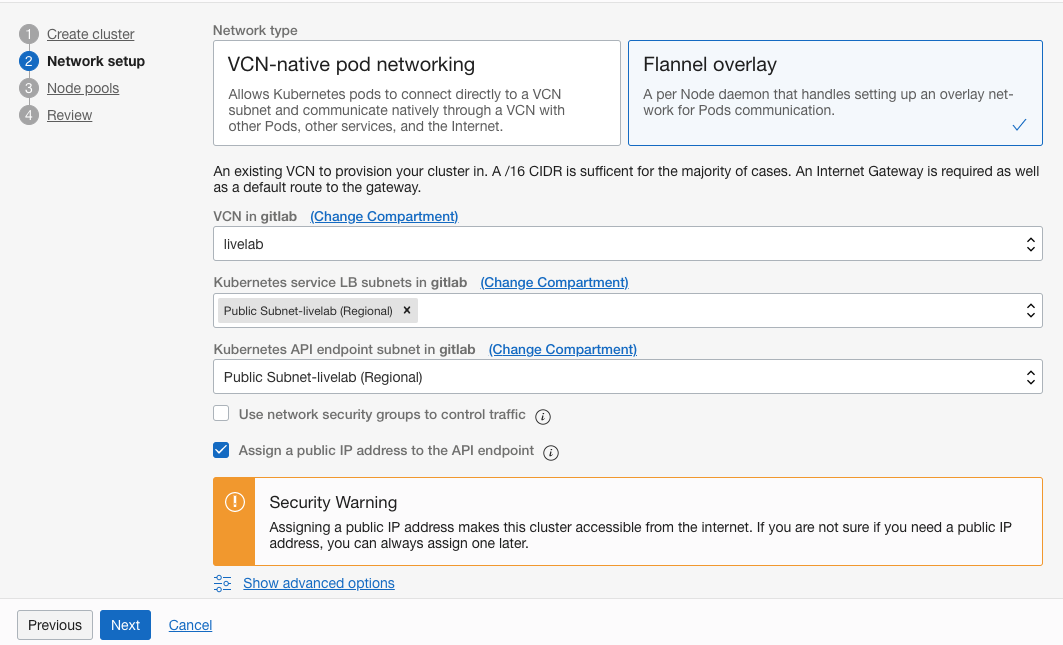 1 Create cluster
2 Network setup
3 Node pools
4 Review
Network type
VCN-native pod networking
Allows Kubernetes pods to connect directly to a VCN
subnet and communicate natively through a VCN with
other Pods, other services, and the Internet.
Flannel overlay
A per Node daemon that handles setting up an overlay net-
work for Pods communication.
An existing VCN to provision your cluster in. A /16 CIDR is sufficent for the majority of cases. An Internet Gateway is required as well
as a default route to the gateway.
VCN in gitlab (Change Compartment)
livelab
Kubernetes service LB subnets in gitlab (Change Compartment)
Public Subnet-livelab (Regional) ×
Kubernetes API endpoint subnet in gitlab (Change Compartment)
Public Subnet-livelab (Regional)
Use network security groups to control traffic i
Assign a public IP address to the API endpoint i
! Security Warning
Assigning a public IP address makes this cluster accessible from the internet. If you are not sure if you need a public IP
address, you can always assign one later.
Show advanced options
Previous Next Cancel